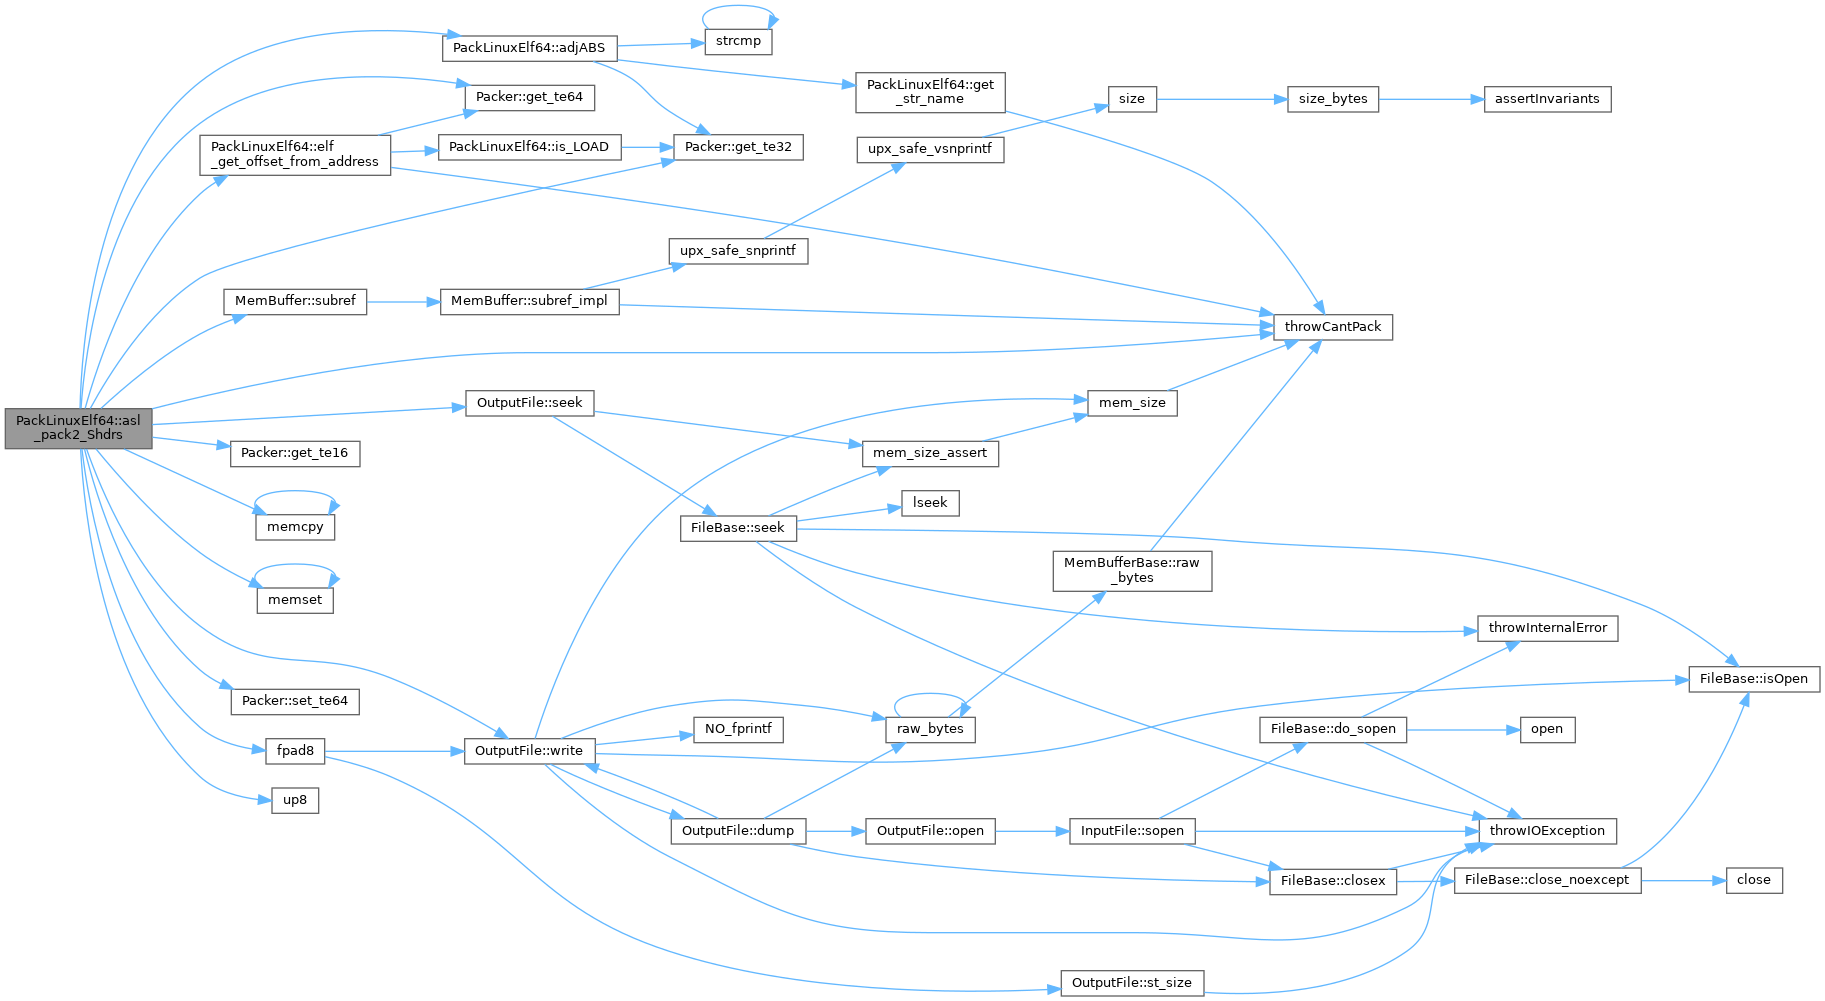 PackLinuxElf64::asl
_pack2_Shdrs
PackLinuxElf64::adjABS
strcmp
PackLinuxElf64::get
_str_name
Packer::get_te64
size
size_bytes
assertInvariants
PackLinuxElf64::elf
_get_offset_from_address
PackLinuxElf64::is_LOAD
Packer::get_te32
upx_safe_vsnprintf
upx_safe_snprintf
MemBuffer::subref
MemBuffer::subref_impl
throwCantPack
OutputFile::seek
mem_size
Packer::get_te16
mem_size_assert
memcpy
FileBase::seek
lseek
MemBufferBase::raw
_bytes
memset
throwInternalError
FileBase::isOpen
Packer::set_te64
fpad8
OutputFile::write
NO_fprintf
raw_bytes
FileBase::do_sopen
open
up8
OutputFile::dump
OutputFile::open
InputFile::sopen
throwIOException
FileBase::closex
FileBase::close_noexcept
close
OutputFile::st_size